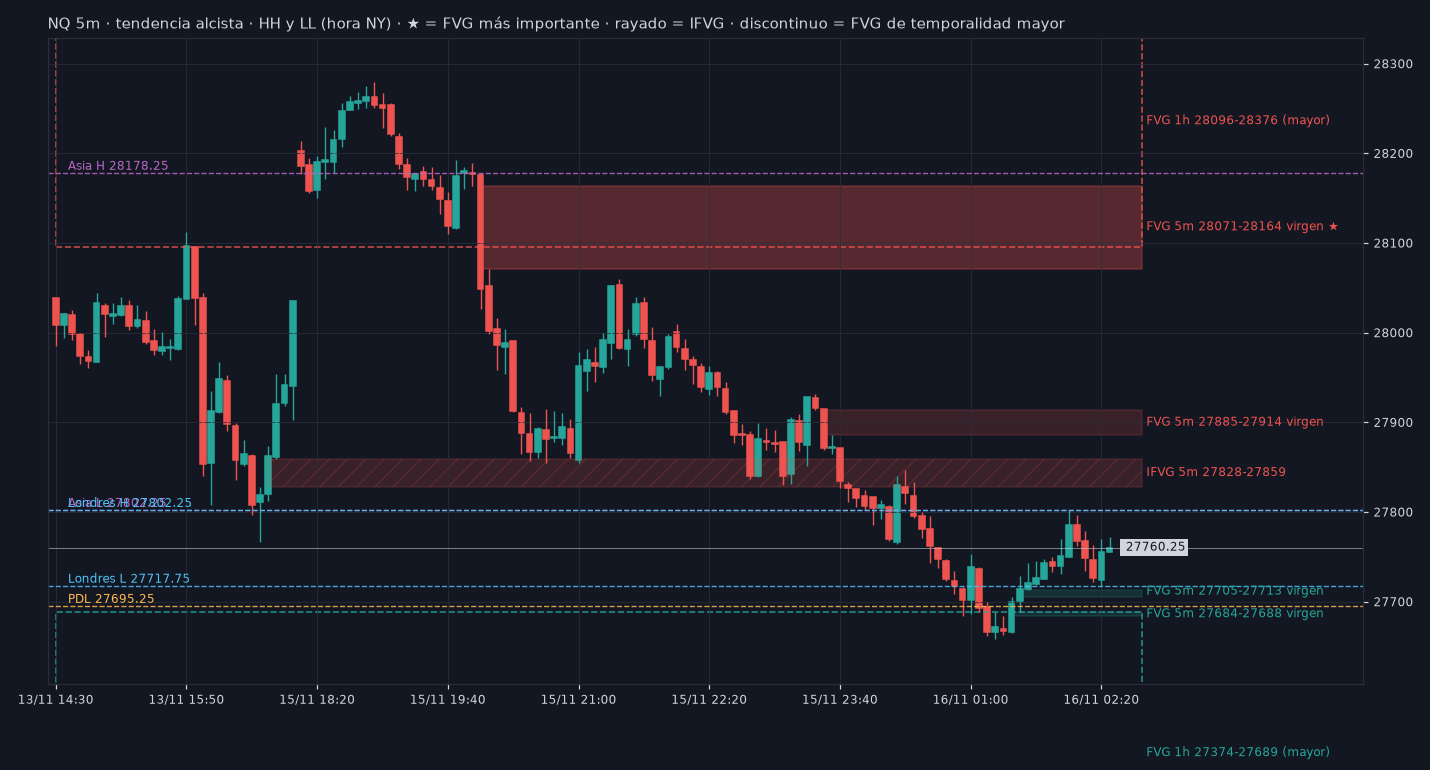 NQ 5m · tendencia alcista · HH y LL (hora NY) · ★ = FVG más importante · rayado = IFVG · discontinuo = FVG de temporalidad mayor
28300
FVG 1h 28096-28376 (mayor)
Asia H 28178.25
28200
FVG 5m 28071-28164 virgen ★
28100
28000
FVG 5m 27885-27914 virgen
27900
IFVG 5m 27828-27859
Londres H 27802.25
27800
27760.25
Londres L 27717.75
FVG 5m 27705-27713 virgen
PDL 27695.25
27700
FVG 5m 27684-27688 virgen
13/11 14:30
13/11 15:50
15/11 18:20
15/11 19:40
15/11 21:00
15/11 22:20
15/11 23:40
16/11 01:00
16/11 02:20
FVG 1h 27374-27689 (mayor)